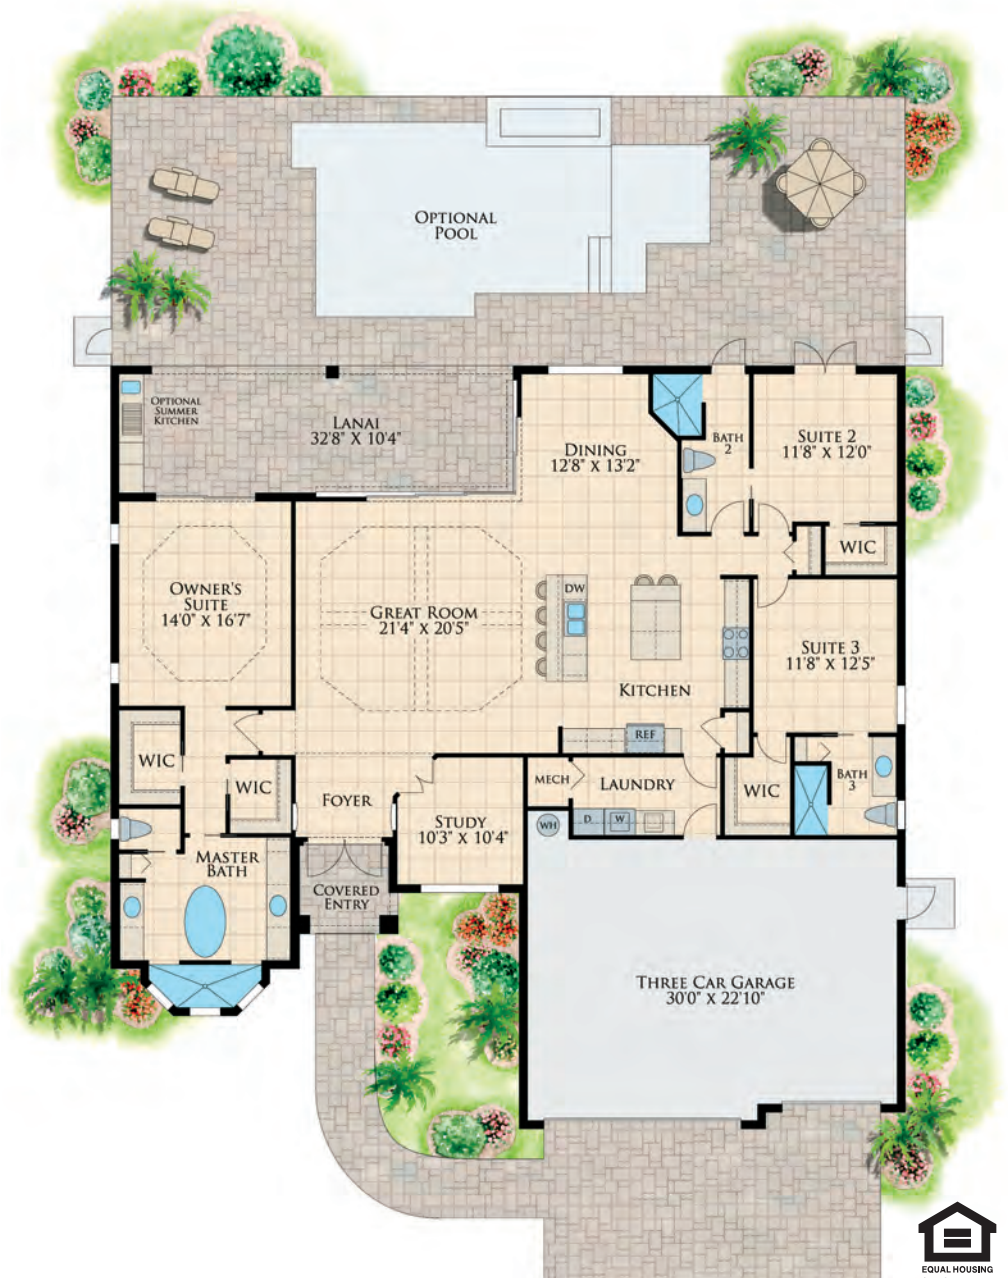 OPTIONAL
POOL
OPTIONAL
SUMMER
KITCHEN
LANAI
32'8" X 10'4"
DINING
12'8" X 13'2"
BATH
2
SUITE 2
11'8" X 12'0"
WIC
OWNER'S
SUITE
14'0" X 16'7"
GREAT ROOM
21'4" X 20'5"
DW
KITCHEN
SUITE 3
11'8" X 12'5"
REF
WIC
WIC
FOYER
MECH
LAUNDRY
WIC
BATH
3
STUDY
10'3" X 10'4"
WH
D
W
MASTER
BATH
COVERED
ENTRY
THREE CAR GARAGE
30'0" X 22'10"
EQUAL HOUSING